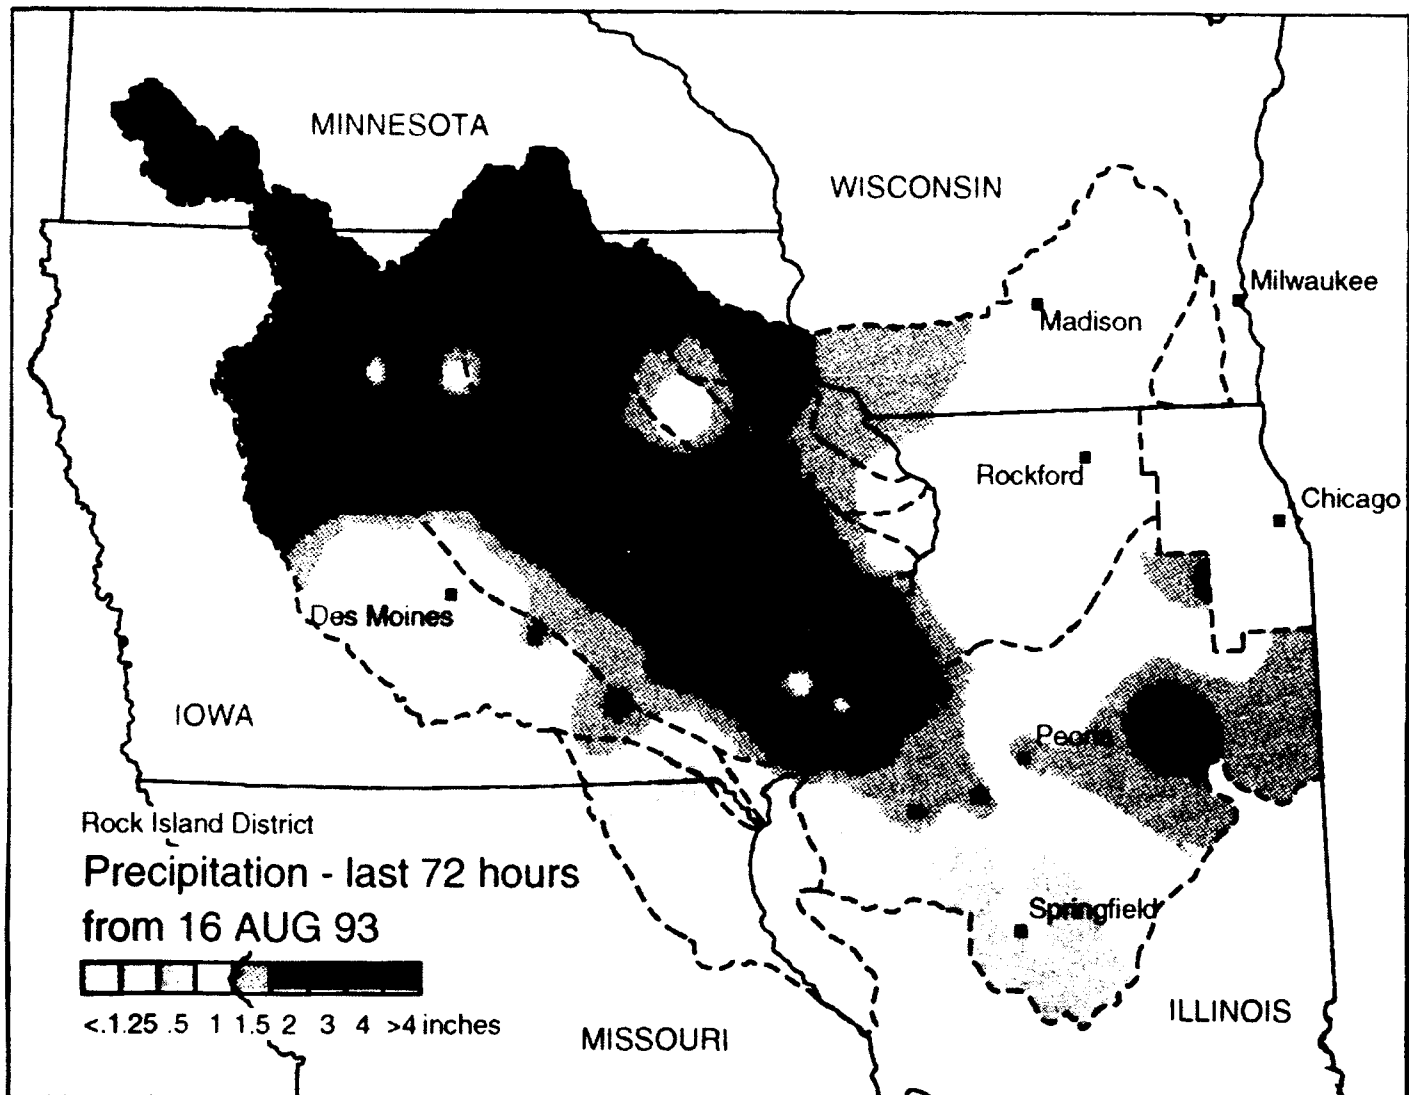 MINNESOTA
WISCONSIN
Milwaukee
Madison
Rockford
Chicago
Des Moines
IOWA
Peoria
Rock Island District
Precipitation - last 72 hours
from 16 AUG 93
Springfield
<.1 .25 .5 1 1.5 2 3 4 >4 inches
ILLINOIS
MISSOURI